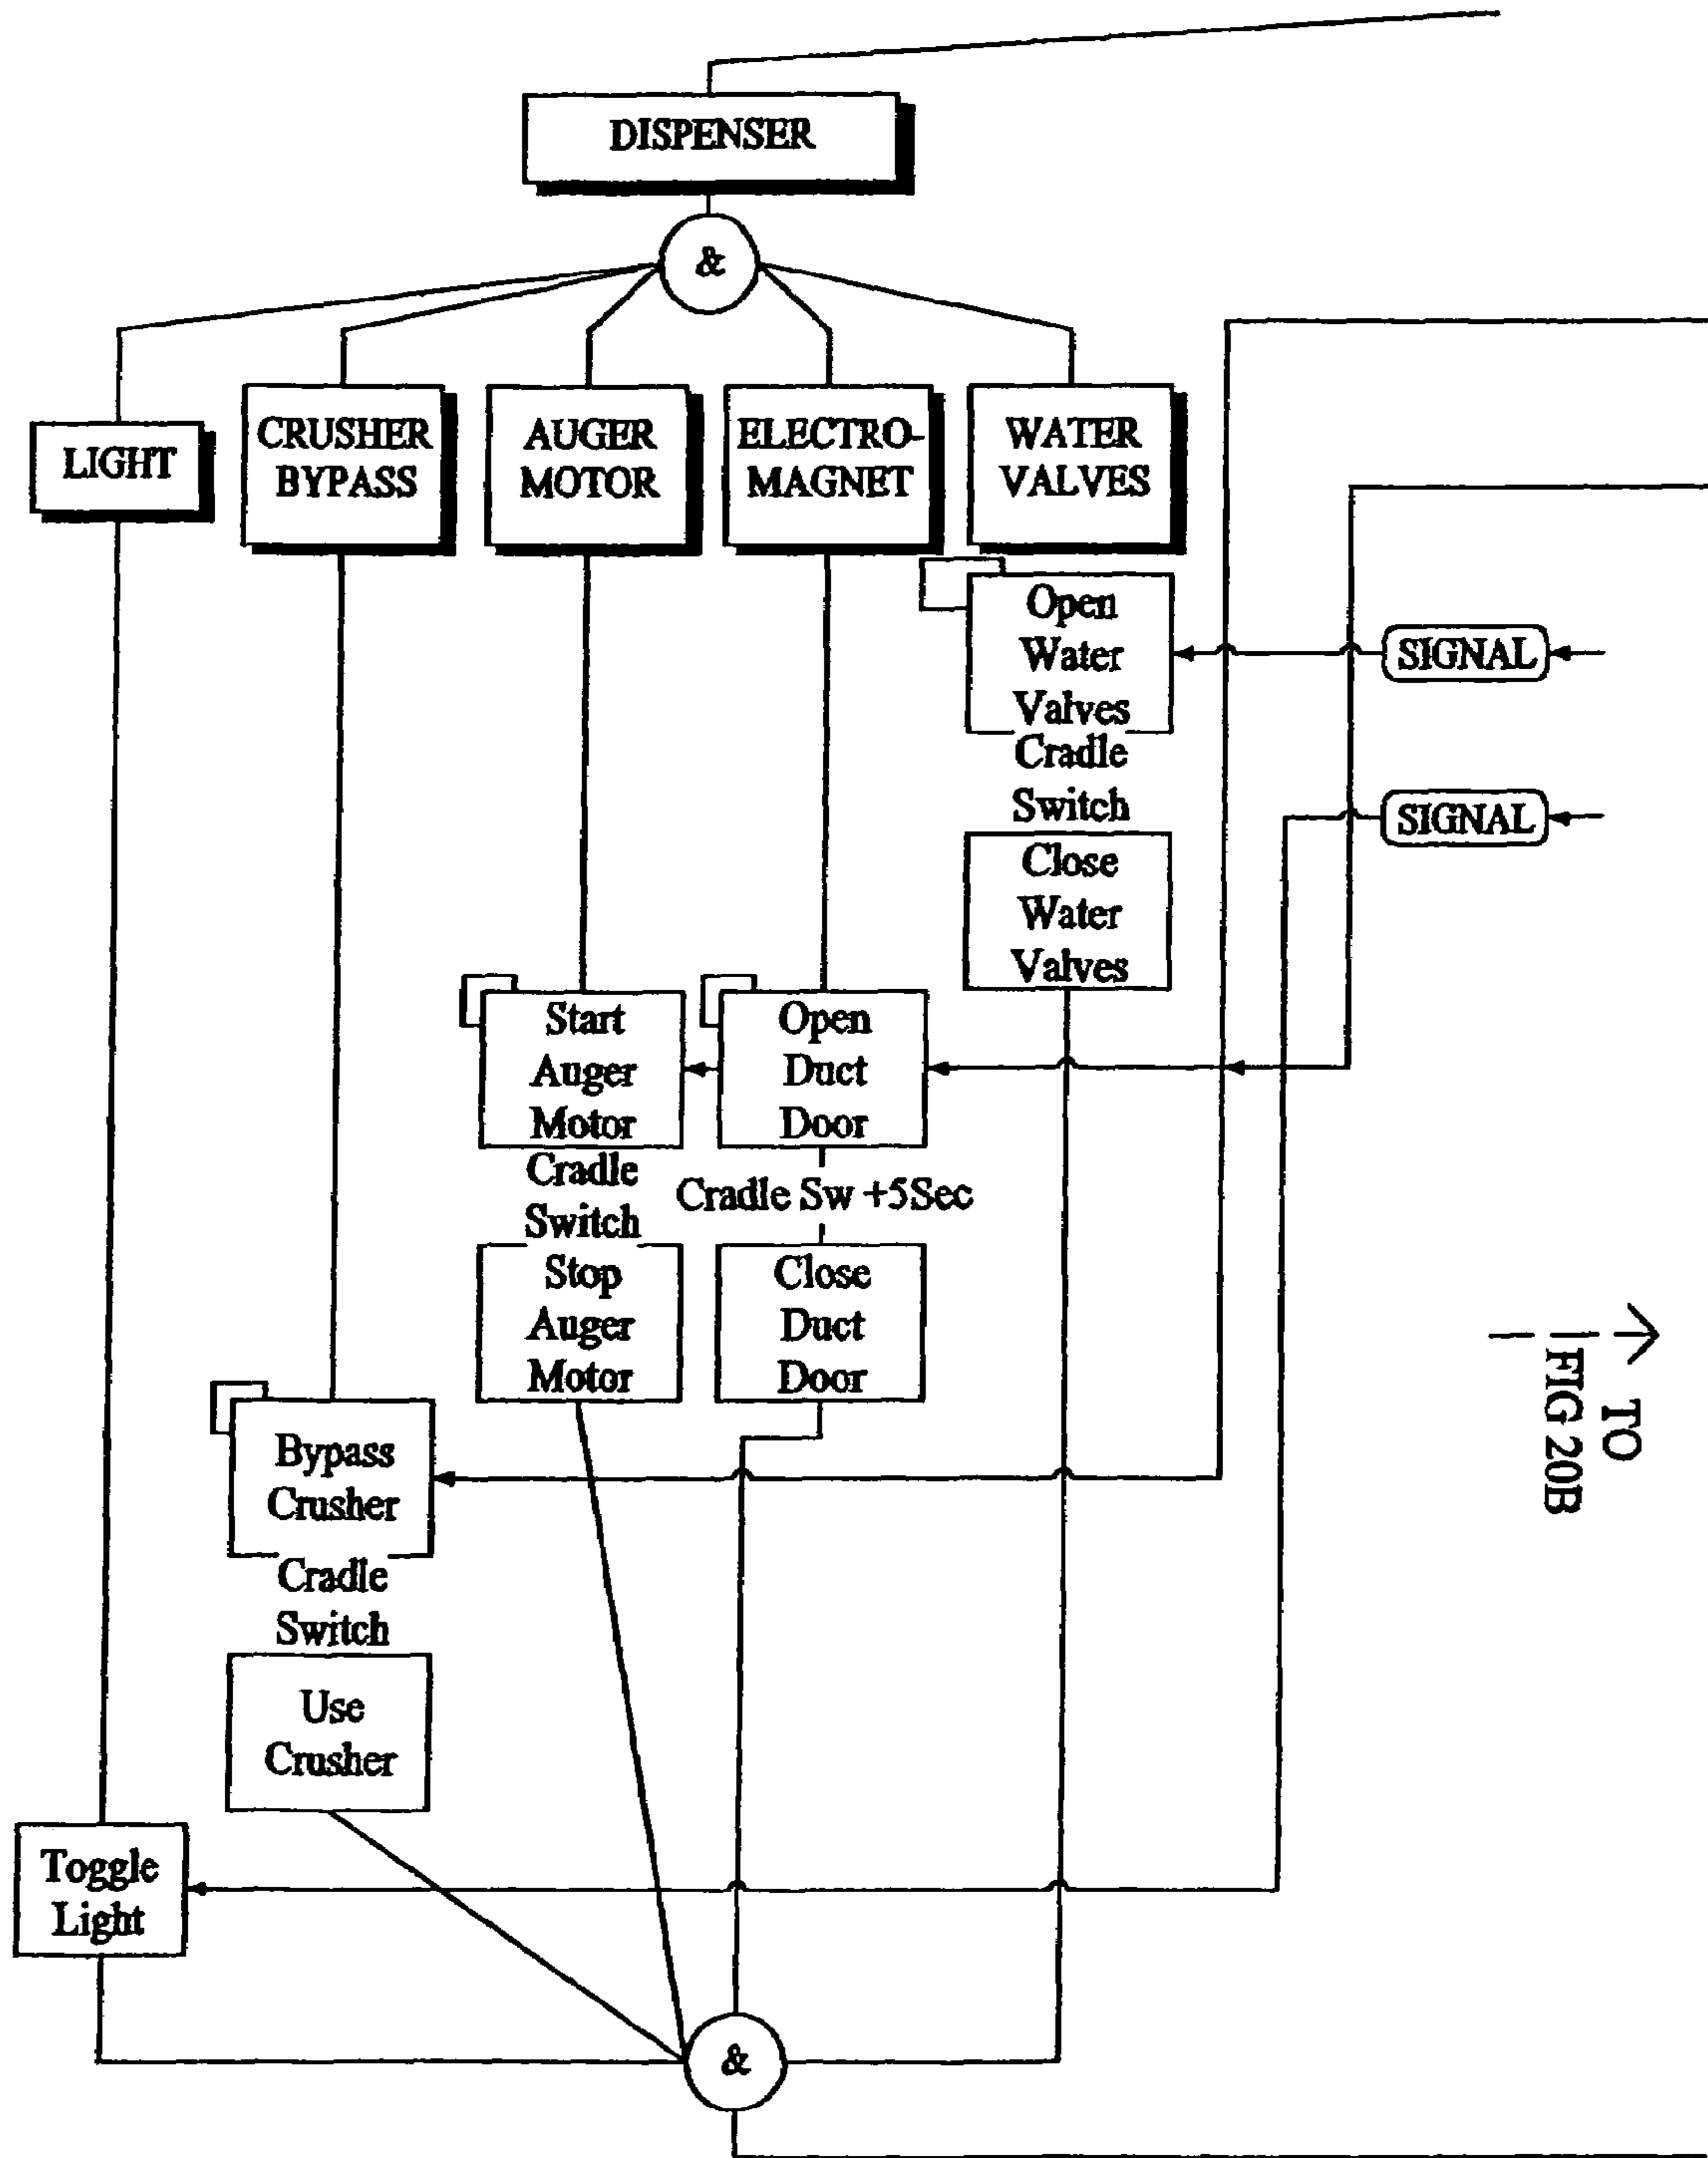 DISPENSER
&
LIGHT
CRUSHER
BYPASS
AUGER
MOTOR
ELECTRO-
MAGNET
WATER
VALVES
Open
Water
Valves
SIGNAL
Cradle
Switch
SIGNAL
Close
Water
Valves
Start
Auger
Motor
Open
Duct
Door
Cradle
Switch
Cradle Sw +5Sec
Stop
Auger
Motor
Close
Duct
Door
TO
FIG 20B
Bypass
Crusher
Cradle
Switch
Use
Crusher
Toggle
Light
&